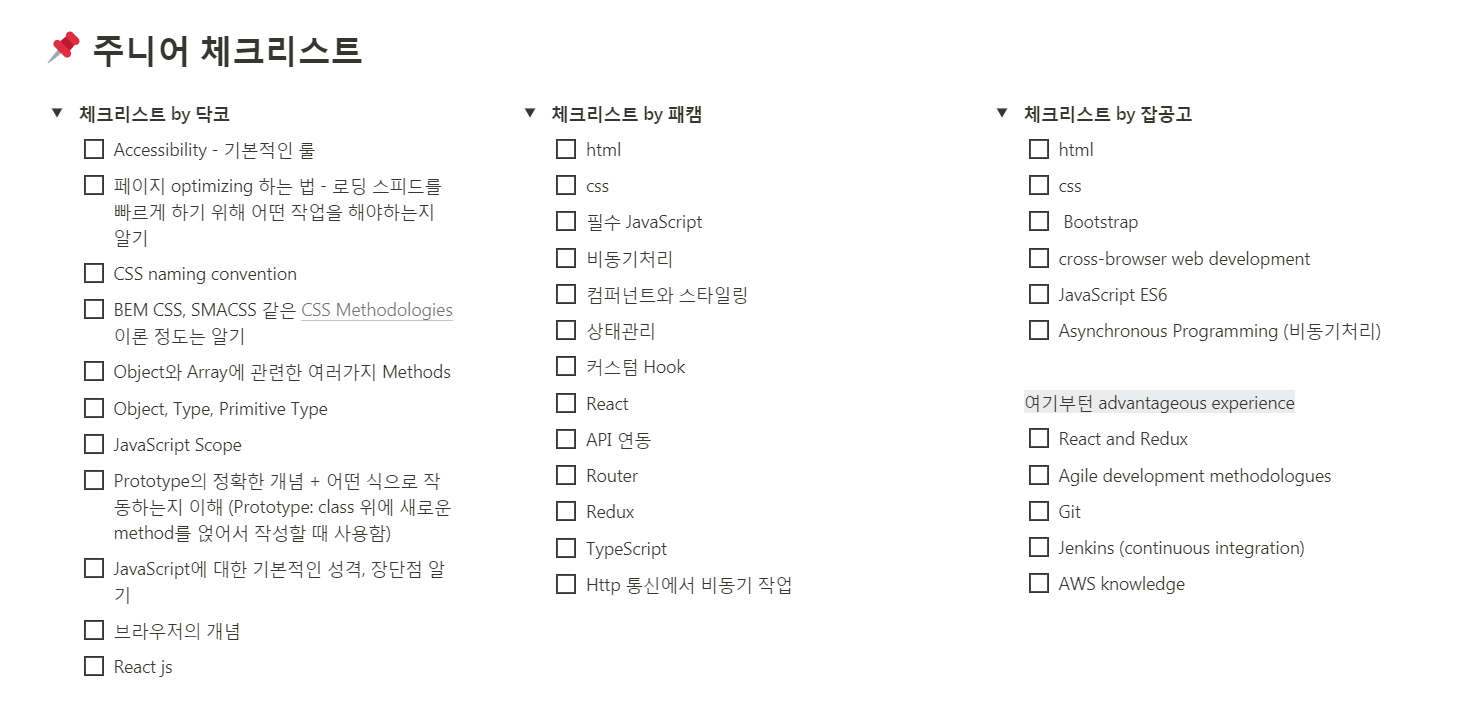 주니어 체크리스트
체크리스트 by 닥코
Accessibility - 기본적인 룰
페이지 optimizing 하는 법 - 로딩 스피드를
빠르게 하기 위해 어떤 작업을 해야하는지
알기
CSS naming convention
BEM CSS, SMACSS 같은 CSS Methodologies
이론 정도는 알기
Object와 Array에 관련한 여러가지 Methods
Object, Type, Primitive Type
JavaScript Scope
Prototype의 정확한 개념 + 어떤 식으로 작
동하는지 이해 (Prototype: class 위에 새로운
method를 얹어서 작성할 때 사용함)
JavaScript에 대한 기본적인 성격, 장단점 알
기
브라우저의 개념
React js
체크리스트 by 패캠
html
css
필수 JavaScript
비동기처리
컴퍼넌트와 스타일링
상태관리
커스텀 Hook
React
API 연동
Router
Redux
TypeScript
Http 통신에서 비동기 작업
체크리스트 by 잡공고
html
css
Bootstrap
cross-browser web development
JavaScript ES6
Asynchronous Programming (비동기처리)
여기부턴 advantageous experience
React and Redux
Agile development methodologues
Git
Jenkins (continuous integration)
AWS knowledge